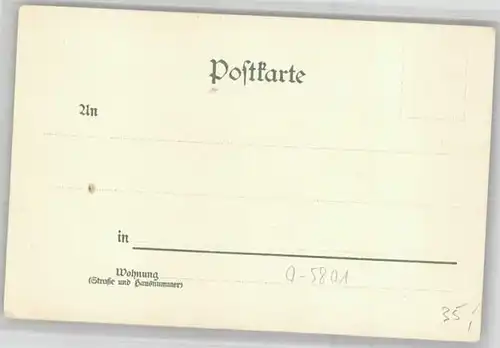 Postkarte
An
in
Wohnung
(Straße und Hausnummer)
0-5801
35,-